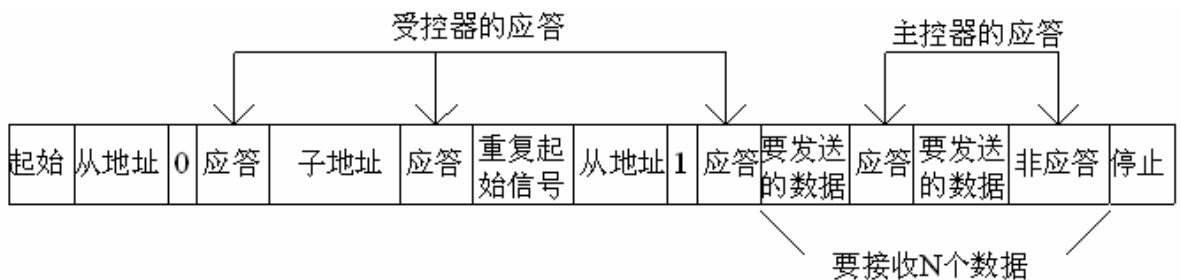 受控器的应答
主控器的应答
起始 从地址 0 应答 子地址 应答 重复起始信号 从地址 1 应答 要发送的数据 应答 要发送的数据 非应答 停止
要接收N个数据